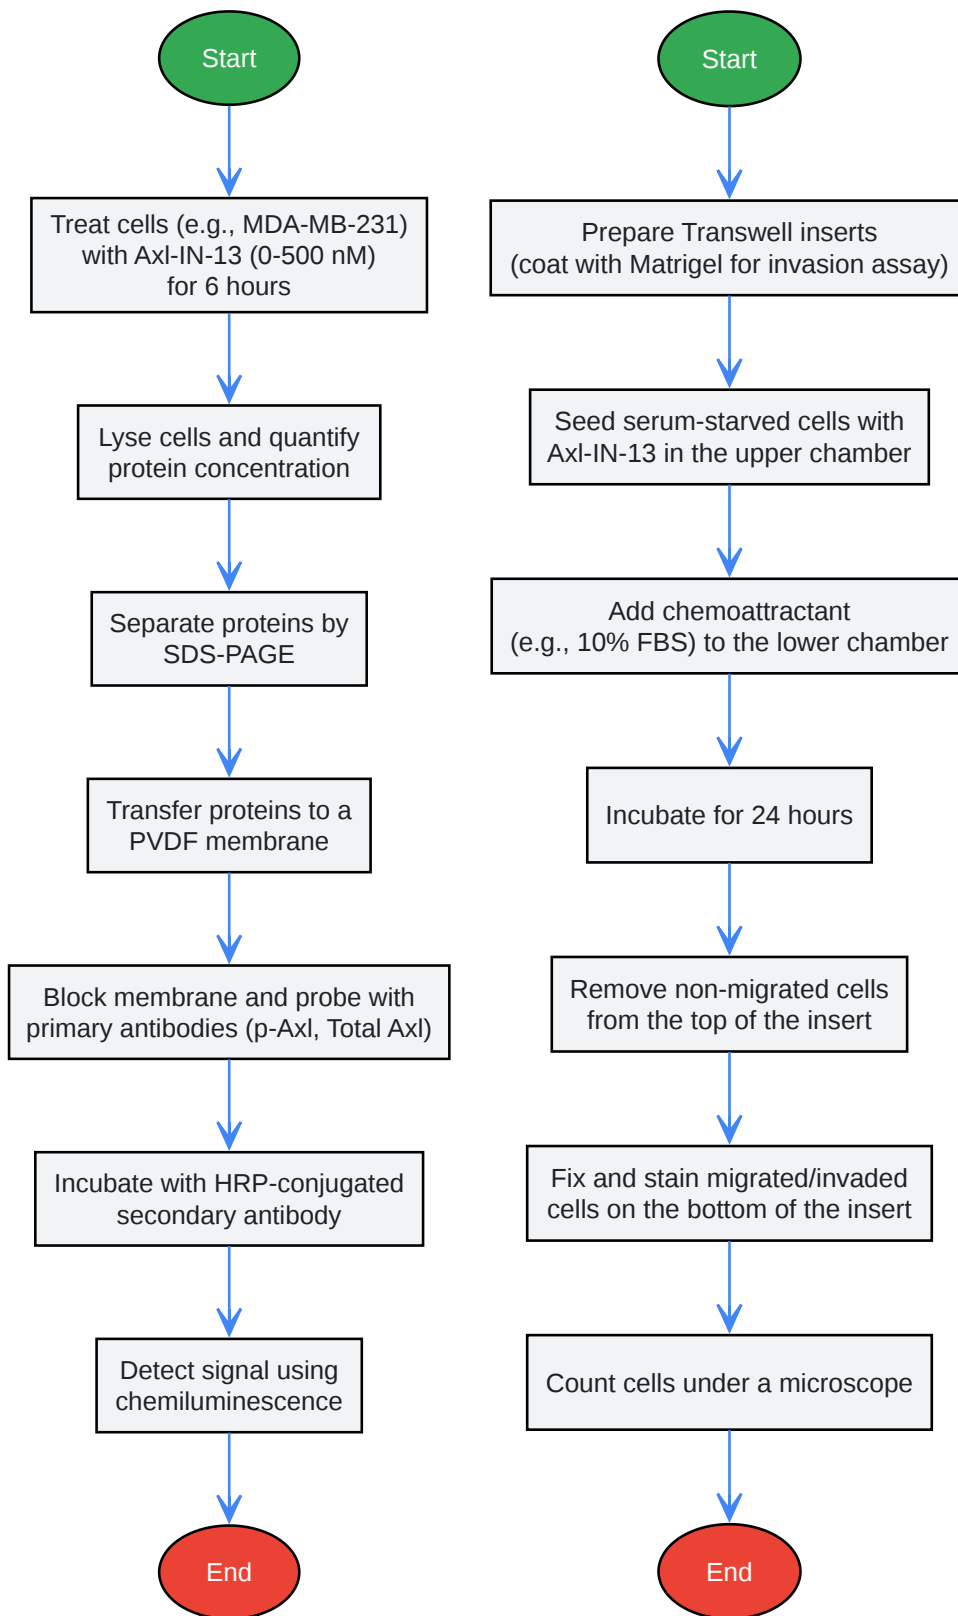 Start
Treat cells (e.g., MDA-MB-231)
with Axl-IN-13 (0-500 nM)
for 6 hours
Lyse cells and quantify
protein concentration
Separate proteins by
SDS-PAGE
Transfer proteins to a
PVDF membrane
Block membrane and probe with
primary antibodies (p-Axl, Total Axl)
Incubate with HRP-conjugated
secondary antibody
Detect signal using
chemiluminescence
End
Start
Prepare Transwell inserts
(coat with Matrigel for invasion assay)
Seed serum-starved cells with
Axl-IN-13 in the upper chamber
Add chemoattractant
(e.g., 10% FBS) to the lower chamber
Incubate for 24 hours
Remove non-migrated cells
from the top of the insert
Fix and stain migrated/invaded
cells on the bottom of the insert
Count cells under a microscope
End